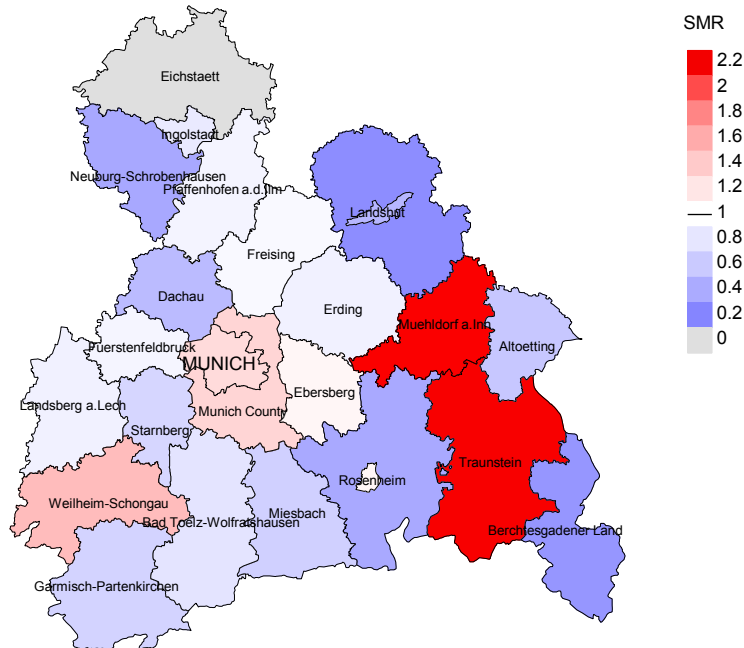 SMR
2.2
2
1.8
1.6
1.4
1.2
1
0.8
0.6
0.4
0.2
0
Eichstaett
Ingolstadt
Neuburg-Schrobenhausen
Pfaffenhofen a.d.Ilm
Landshut
Freising
Dachau
Erding
Muehldorf a.Inn
Altoetting
Fuerstenfeldbruck
MUNICH
Ebersberg
Landsberg a.Lech
Munich County
Starnberg
Traunstein
Rosenheim
Weilheim-Schongau
Miesbach
Bad Toelz-Wolfratshausen
Berchtesgadener Land
Garmisch-Partenkirchen